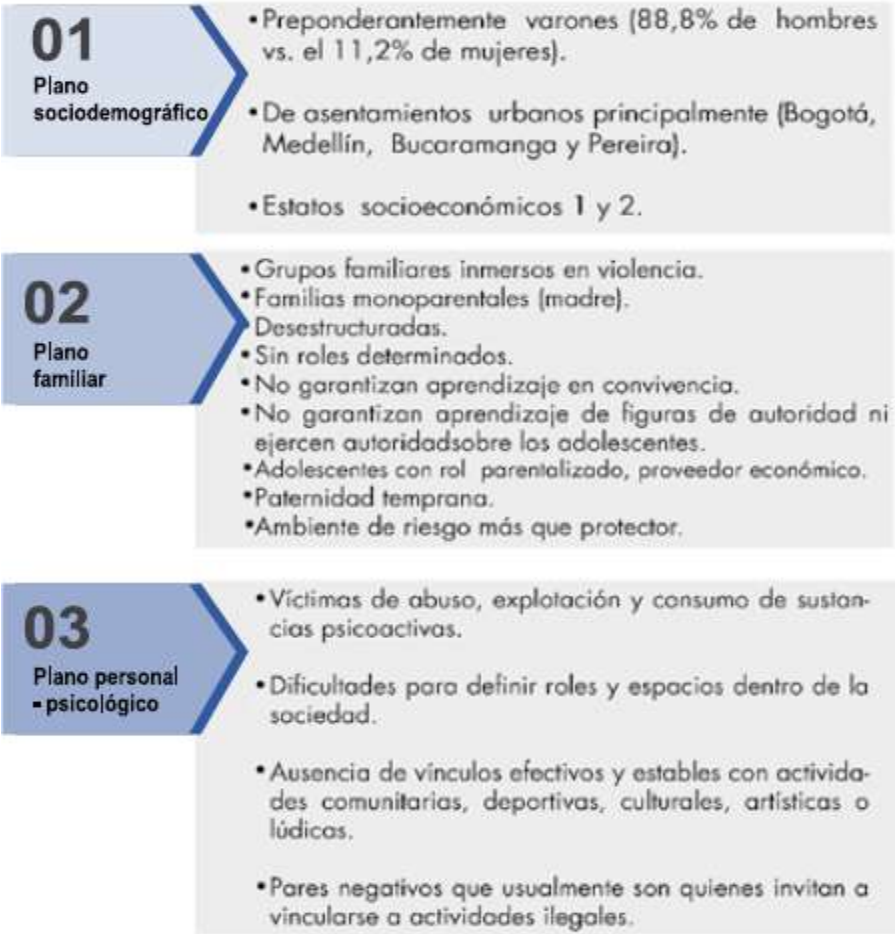 01
Plano
sociodemográfico
•Preponderantemente varones (88,8% de hombres
vs. el 11,2% de mujeres).
•De asentamientos urbanos principalmente (Bogotá,
Medellín, Bucaramanga y Pereira).
•Estatos socioeconómicos 1 y 2.
02
Plano
familiar
•Grupos familiares inmersos en violencia.
•Familias monoparentales (madre).
•Desestructuradas.
•Sin roles determinados.
•No garantizan aprendizaje en convivencia.
•No garantizan aprendizaje de figuras de autoridad ni
ejercen autoridadsobre los adolescentes.
•Adolescentes con rol parentalizado, proveedor económico.
•Paternidad temprana.
•Ambiente de riesgo más que protector.
03
Plano personal
- psicológico
•Víctimas de abuso, explotación y consumo de sustan-
cias psicoactivas.
•Dificultades para definir roles y espacios dentro de la
sociedad.
•Ausencia de vínculos efectivos y estables con activida-
des comunitarias, deportivas, culturales, artísticas o
lúdicas.
•Pares negativos que usualmente son quienes invitan a
vincularse a actividades ilegales.